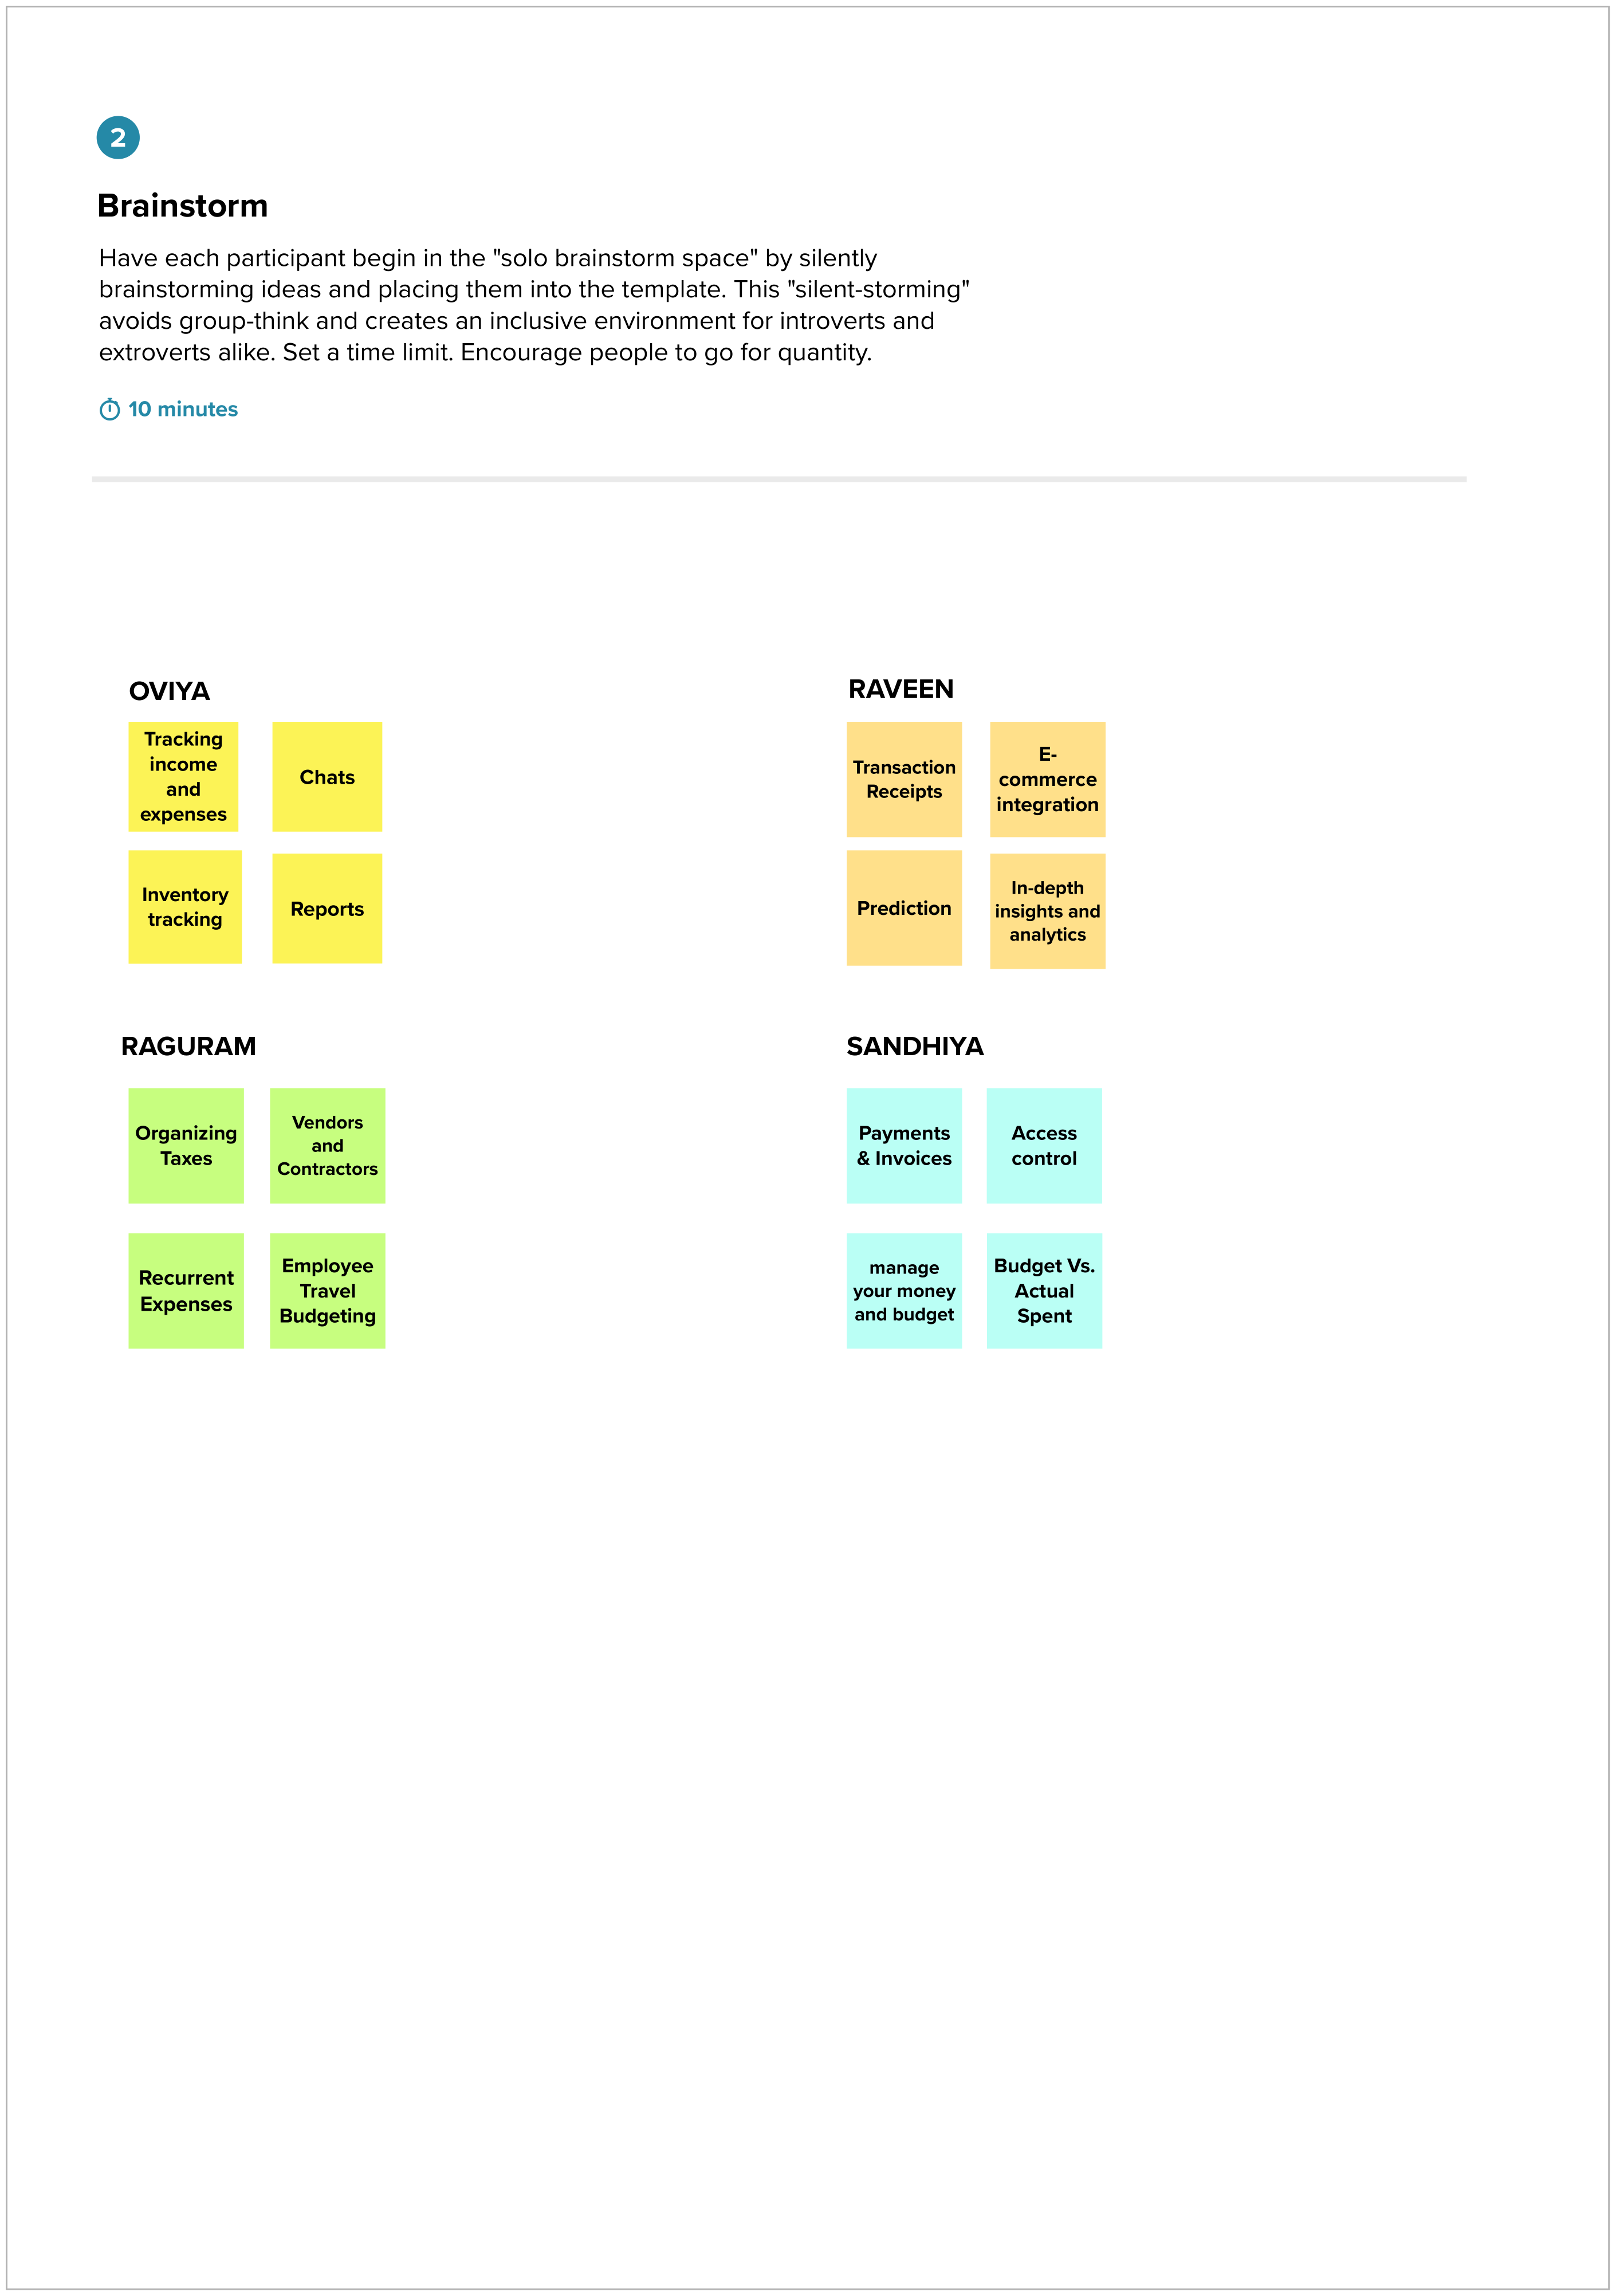 2
Brainstorm
Have each participant begin in the "solo brainstorm space" by silently
brainstorming ideas and placing them into the template. This "silent-storming"
avoids group-think and creates an inclusive environment for introverts and
extroverts alike. Set a time limit. Encourage people to go for quantity.
10 minutes
OVIYA
Tracking
income
and
expenses
Chats
Inventory
tracking
Reports
RAVEEN
Transaction
Receipts
E-
commerce
integration
Prediction
In-depth
insights and
analytics
RAGURAM
Organizing
Taxes
Vendors
and
Contractors
Recurrent
Expenses
Employee
Travel
Budgeting
SANDHIYA
Payments
& Invoices
Access
control
manage
your money
and budget
Budget Vs.
Actual
Spent